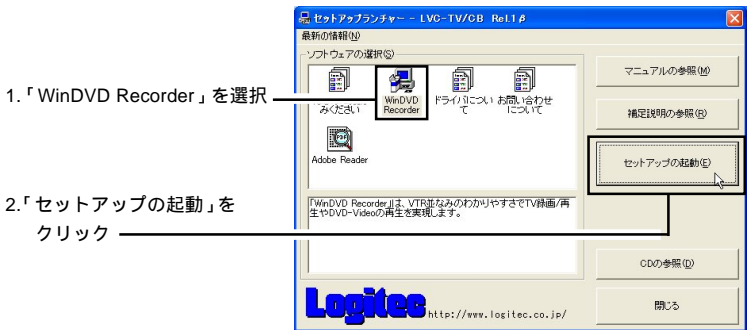 1.「WinDVD Recorder」を選択
2.「セットアップの起動」を
クリック
セットアップランチャー - LVC-TV/CB Rel.1β
最新の情報(N)
ソフトウェアの選択(S)
みください
WinDVD
Recorder
ドライバについ
て
お問い合わせ
について
Adobe Reader
「WinDVD Recorder」は、VTR並なみのわかりやすさでTV録画/再
生やDVD-Videoの再生を実現します。
マニュアルの参照(M)
補足説明の参照(R)
セットアップの起動(E)
CDの参照(D)
閉じる
Logitec http://www.logitec.co.jp/